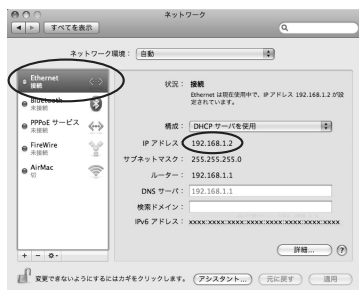 ネットワーク
すべてを表示
ネットワーク環境： 自動
Ethernet
接続
Bluetooth
未接続
PPPoE サービス
未接続
FireWire
未接続
AirMac
切
状況： 接続
Ethernet は現在使用中で、IP アドレス 192.168.1.2 が設
定されています。
構成： DHCP サーバを使用
IP アドレス： 192.168.1.2
サブネットマスク： 255.255.255.0
ルーター： 192.168.1.1
DNS サーバ： 192.168.1.1
検索ドメイン：
IPv6 アドレス： xxxx:xxxx:xxxx:xxxx:xxxx:xxxx:xxxx:xxxx
詳細...
?
変更できないようにするにはカギをクリックします。
アシスタント...
元に戻す
適用